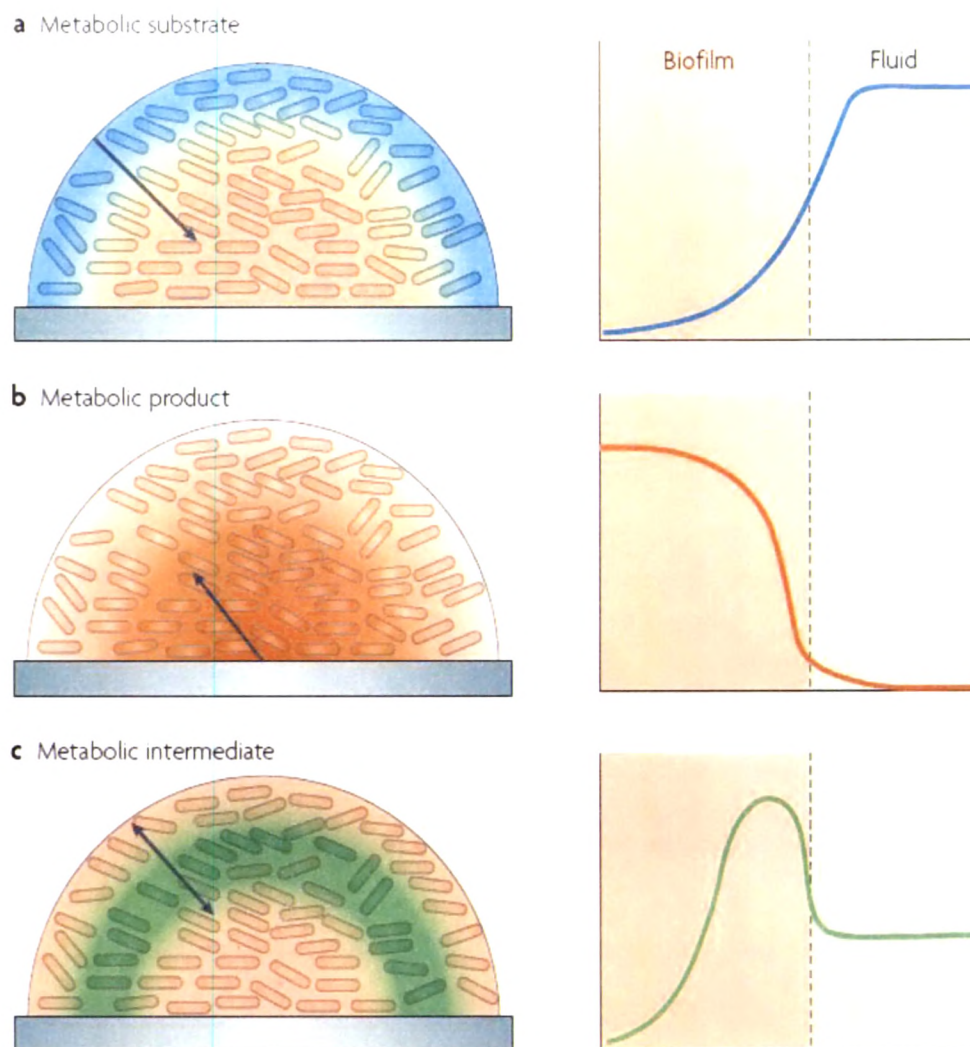 a Metabolic substrate
Biofilm
Fluid
b Metabolic product
c Metabolic intermediate